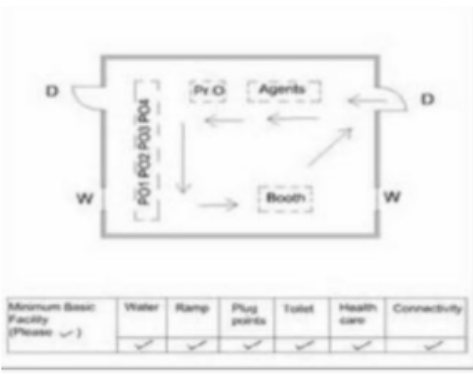 D
Pr.O
Agents
D
PO1 PO2 PO3 PO4
W
Booth
W
Minimum Basic Facility (Please ✓)
Water
Ramp
Plug points
Toilet
Health care
Connectivity
✓ ✓ ✓ ✓ ✓ ✓